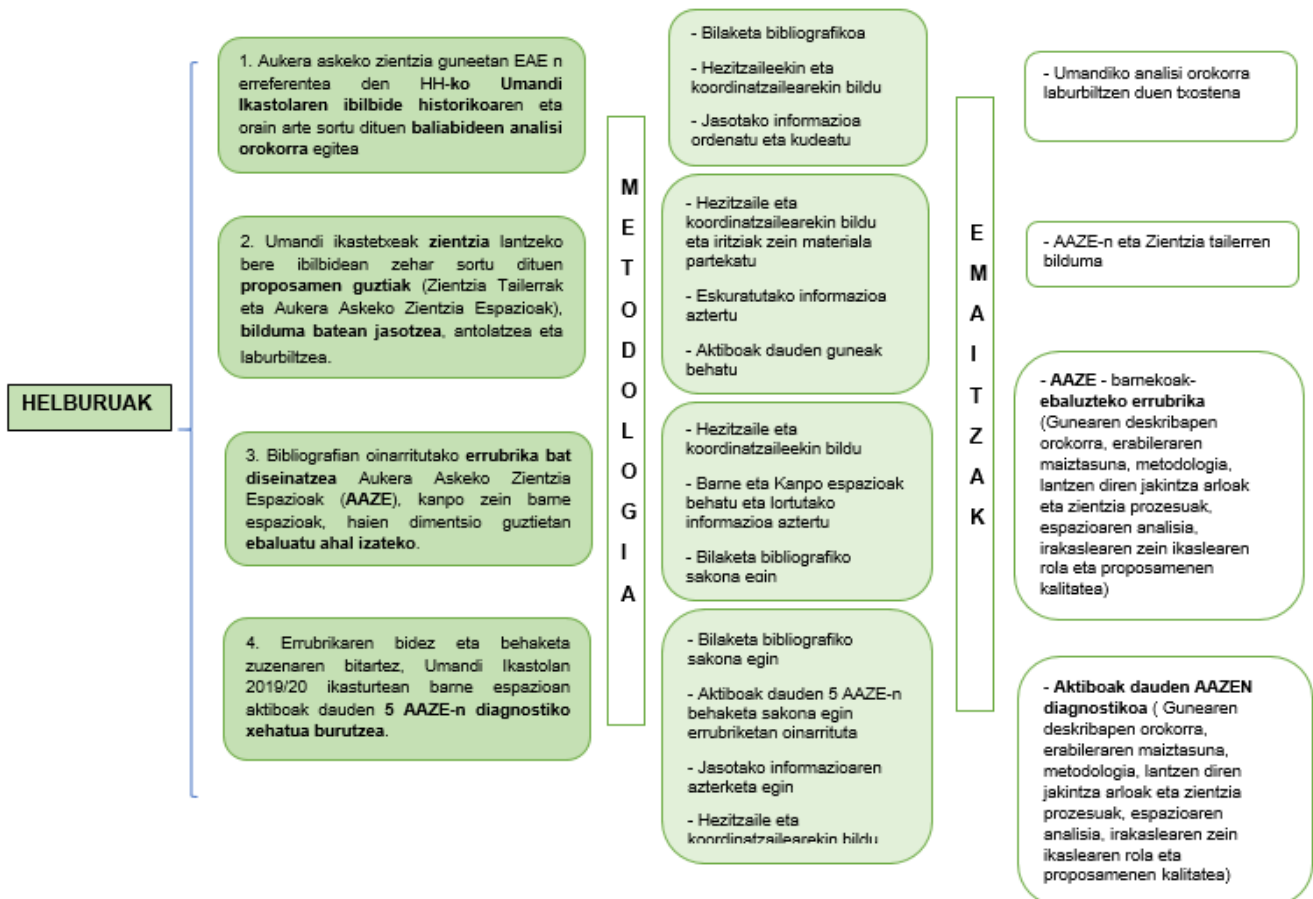 HELBURUAK
1. Aukera askeko zientzia guneetan EAE n
erreferentea den HH-ko Umandi
Ikastolaren ibilbide historikoaren eta
orain arte sortu dituen baliabideen analisi
orokorra egitea
2. Umandi ikastetxeak zientzia lantzeko
bere ibilbidean zehar sortu dituen
proposamen guztiak (Zientzia Tailerrak
eta Aukera Askeko Zientzia Espazioak),
bilduma batean jasotzea, antolatzea eta
laburbiltzea.
3. Bibliografian oinarritutako errubrika bat
diseinatzea Aukera Askeko Zientzia
Espazioak (AAZE), kanpo zein barne
espazioak, haien dimentsio guztietan
ebaluatu ahal izateko.
4. Errubrikaren bidez eta behaketa
zuzenaren bitartez, Umandi Ikastolan
2019/20 ikasturtean barne espazioan
aktiboak dauden 5 AAZE-n diagnostiko
xehatua burutzea.
M
E
T
O
D
O
L
O
G
I
A
- Bilaketa bibliografikoa
- Hezitzaileekin eta
koordinatzailearekin bildu
- Jasotako informazioa
ordenatu eta kudeatu
- Hezitzaile eta
koordinatzailearekin bildu
eta iritziak zein materiala
partekatu
- Eskuratutako informazioa
aztertu
- Aktiboak dauden guneak
behatu
- Hezitzaile eta
koordinatzaileekin bildu
- Barne eta Kanpo espazioak
behatu eta lortutako
informazioa aztertu
- Bilaketa bibliografiko
sakona egin
- Bilaketa bibliografiko
sakona egin
- Aktiboak dauden 5 AAZE-n
behaketa sakona egin
errubriketan oinarrituta
- Jasotako informazioaren
azterketa egin
- Hezitzaile eta
koordinatzailearekin bildu
E
M
A
I
T
Z
A
K
- Umandiko analisi orokorra
laburbiltzen duen txostena
- AAZE-n eta Zientzia tailerren
bilduma
- AAZE - barnekoak-
ebaluzteko errubrika
(Gunearen deskribapen
orokorra, erabileraren
maiztasuna, metodologia,
lantzen diren jakintza arloak
eta zientzia prozesuak,
espazioaren analisia,
irakaslearen zein ikaslearen
rola eta proposamenen
kalitatea)
- Aktiboak dauden AAZEN
diagnostikoa ( Gunearen
deskribapen orokorra,
erabileraren maiztasuna,
metodologia, lantzen diren
jakintza arloak eta zientzia
prozesuak, espazioaren
analisia, irakaslearen zein
ikaslearen rola eta
proposamenen kalitatea)